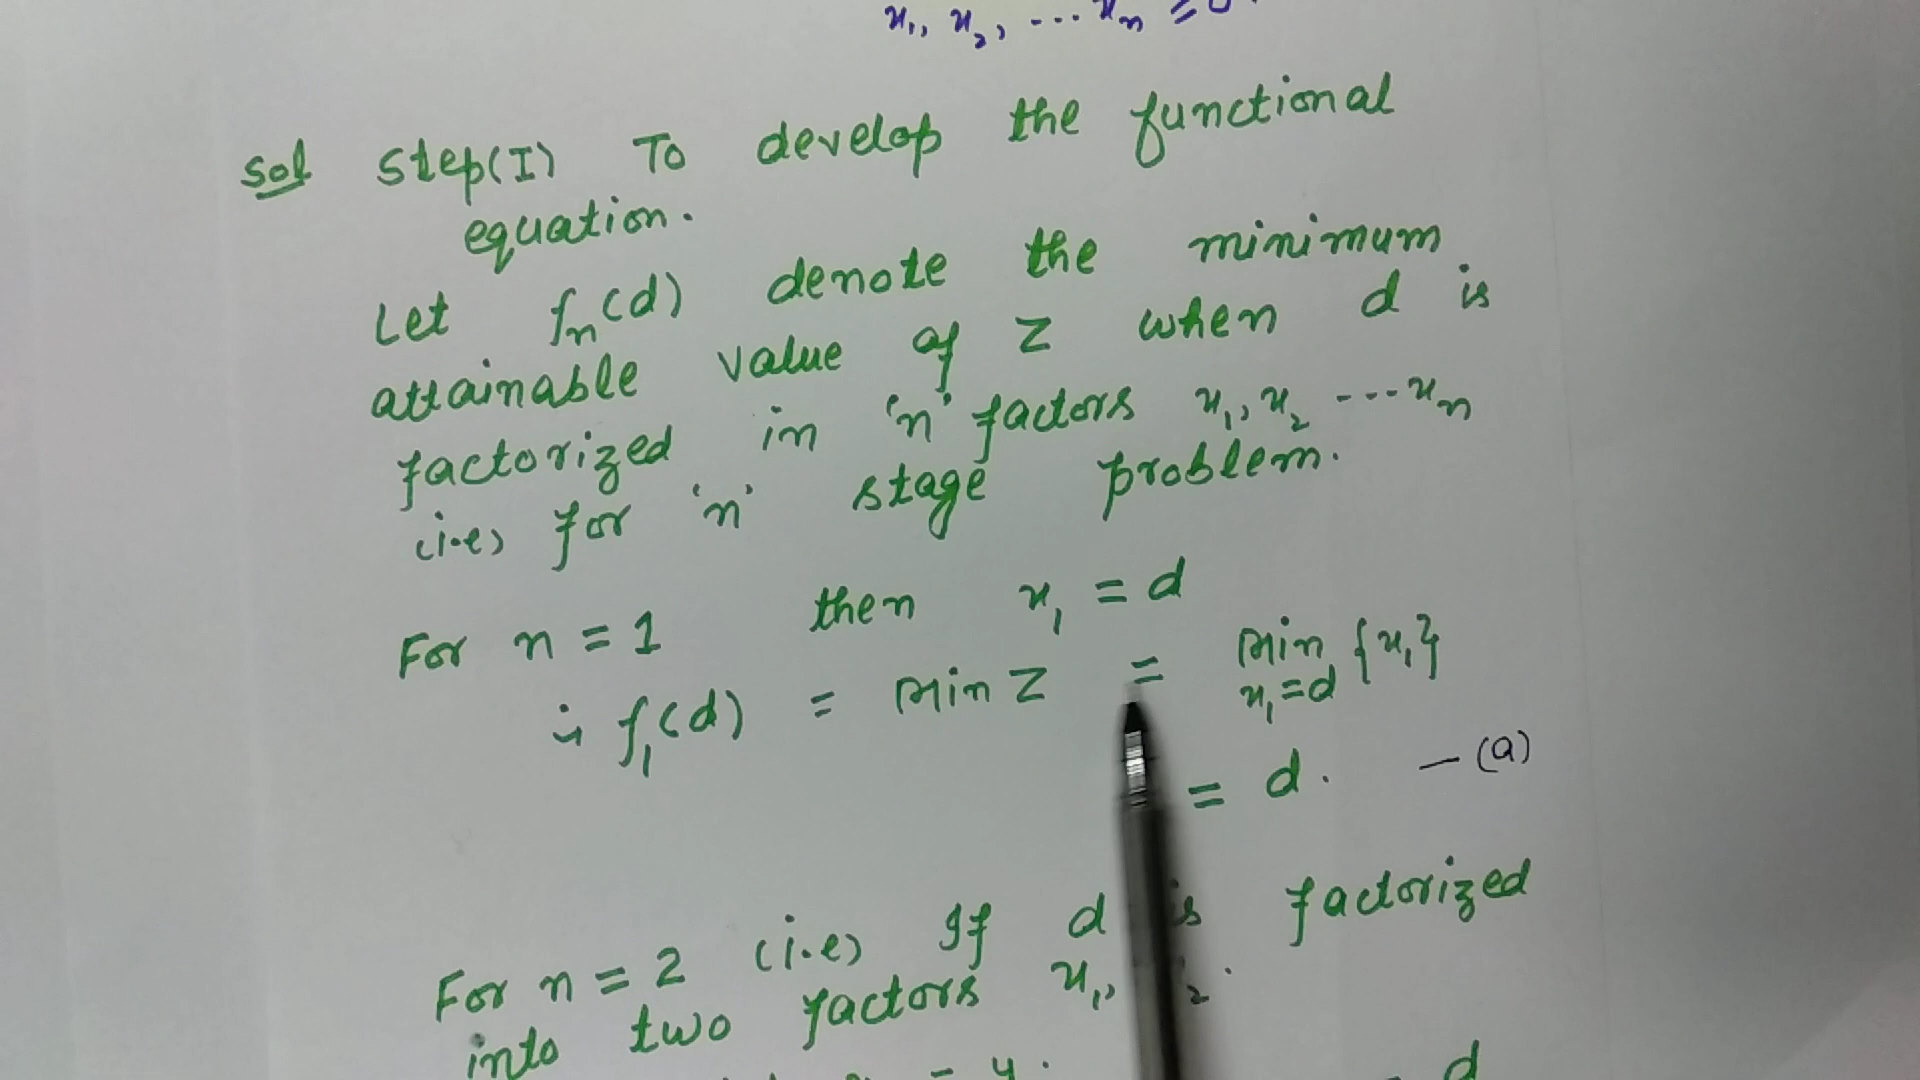 x₁, x₂, ... xₙ ≥ 0.
Sol Step(I) To develop the functional
equation.
Let fₙ(d) denote the minimum
attainable value of Z when d is
factorized in 'n' factors x₁, x₂ ---xₙ
(i.e) for 'n' stage problem.
For n = 1 then x₁ = d
∴ f₁(d) = Min Z = Min {x₁}
x₁=d
= d. —(a)
For n = 2 (i.e) If d is factorized
into two factors x₁, ₂.
= y. = d